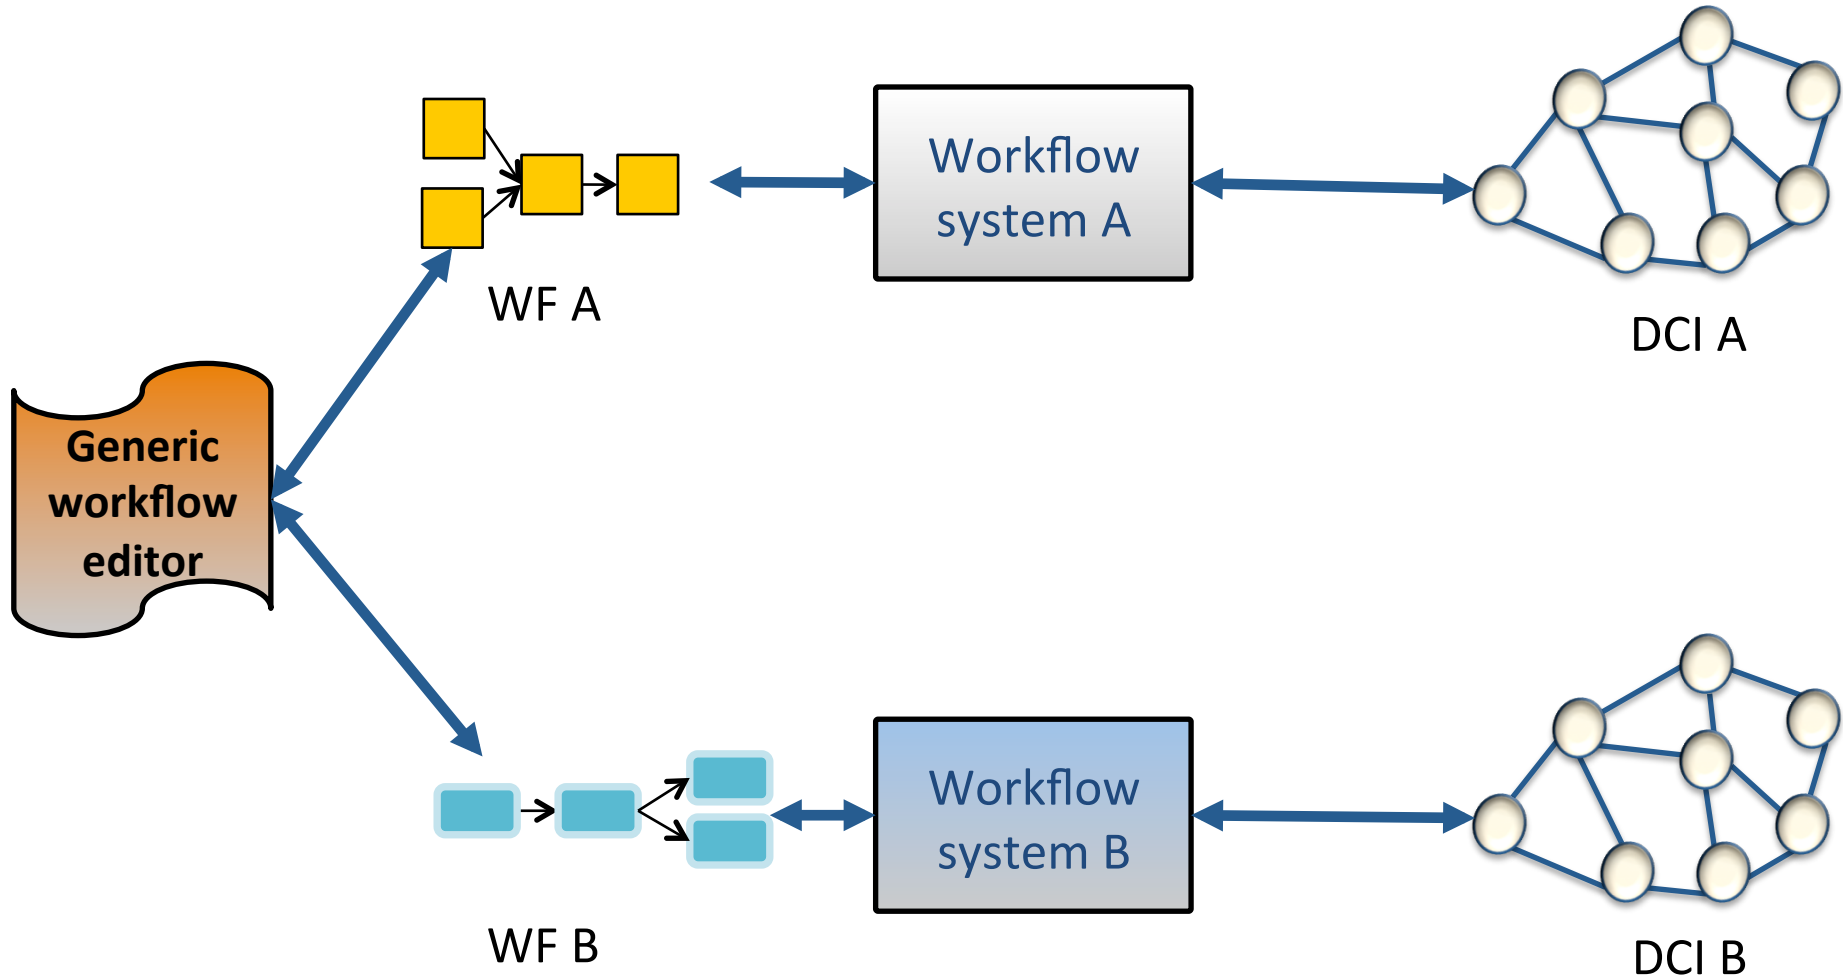 Workflow
system A
WF A
DCI A
Generic
workflow
editor
Workflow
system B
WF B
DCI B